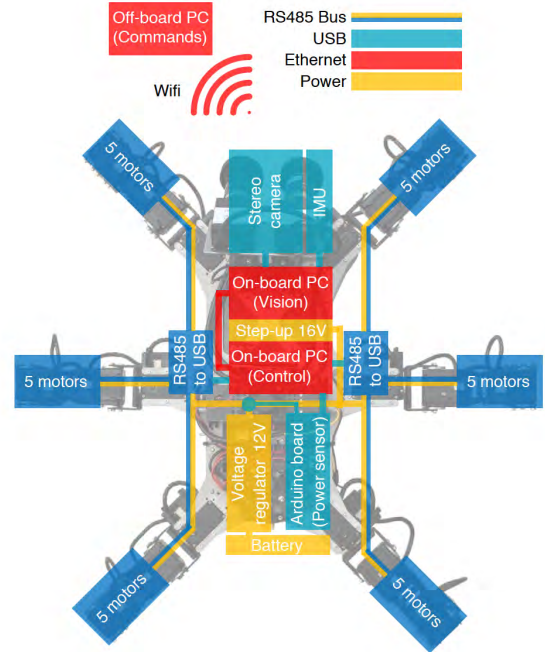 Off-board PC
(Commands)
RS485 Bus
USB
Ethernet
Power
Wifi
5 motors
5 motors
Stereo
camera
IMU
On-board PC
(Vision)
Step-up 16V
On-board PC
(Control)
RS485
to USB
RS485
to USB
5 motors
5 motors
Voltage
regulator 12V
Arduino board
(Power sensor)
Battery
5 motors
5 motors